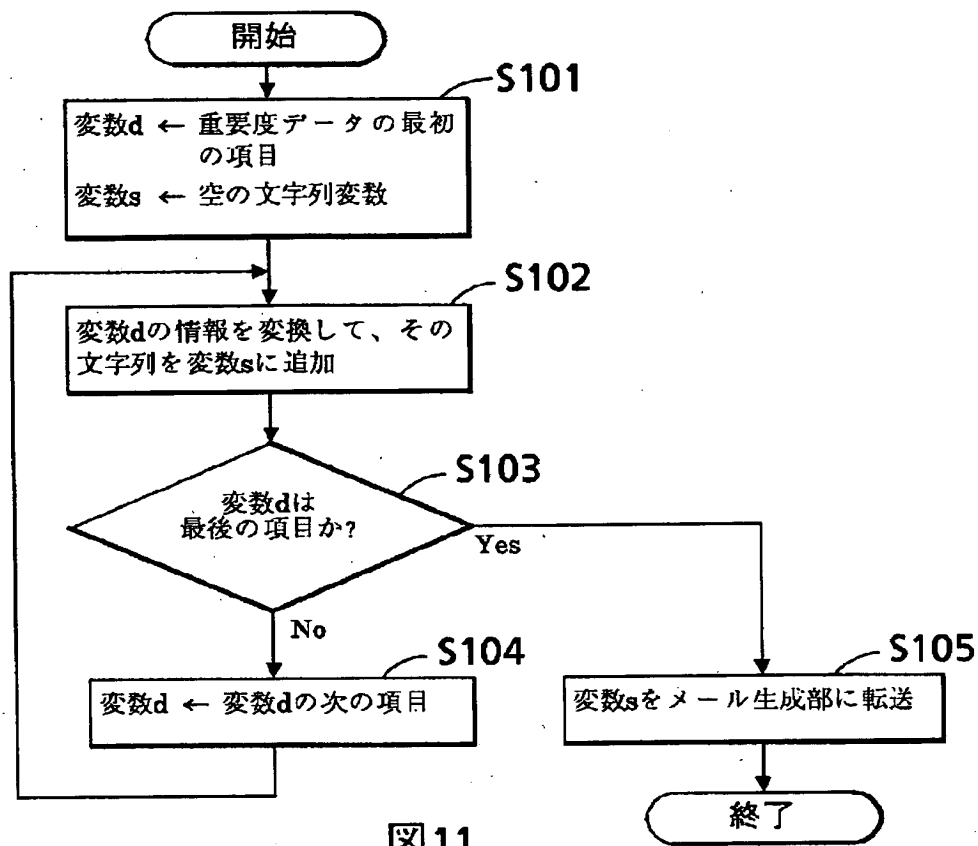 開始
S101
変数d ← 重要度データの最初
の項目
変数s ← 空の文字列変数
S102
変数dの情報を変換して、その
文字列を変数sに追加
S103
変数dは
最後の項目か?
Yes
No
S104
変数d ← 変数dの次の項目
S105
変数sをメール生成部に転送
終了
図11